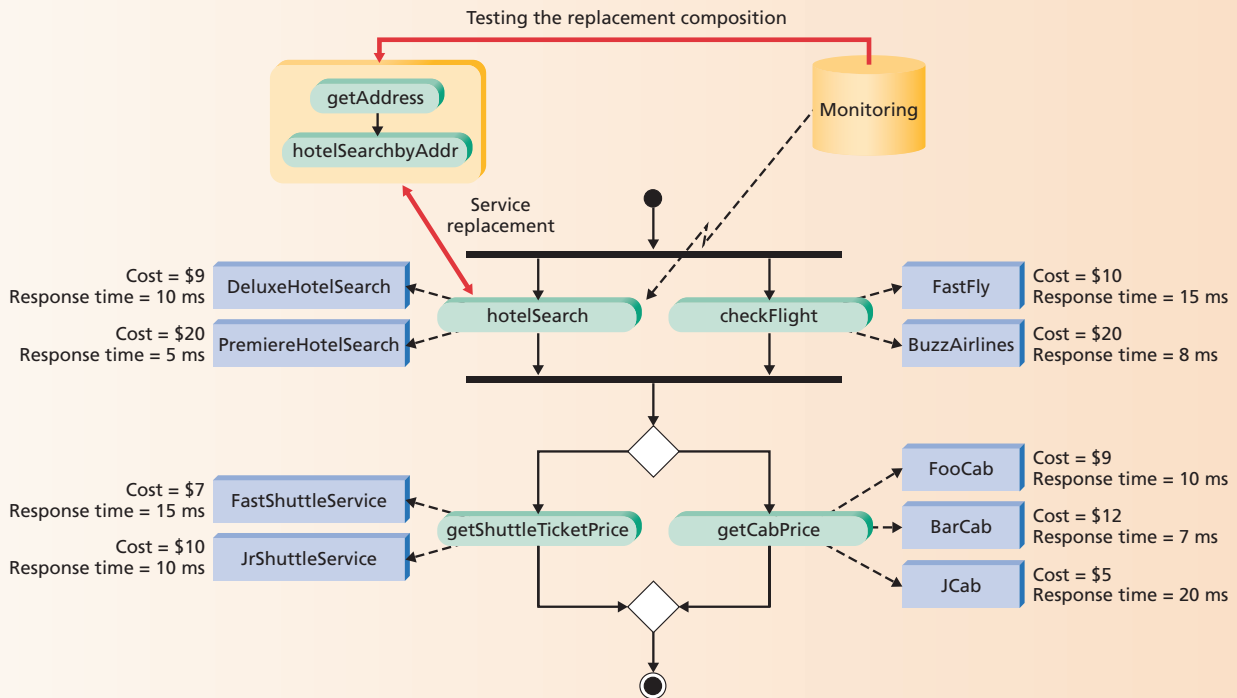 Testing the replacement composition
getAddress
hotelSearchbyAddr
Monitoring
Service
replacement
Cost = $9
Response time = 10 ms
DeluxeHotelSearch
Cost = $20
Response time = 5 ms
PremiereHotelSearch
hotelSearch
checkFlight
FastFly
Cost = $10
Response time = 15 ms
BuzzAirlines
Cost = $20
Response time = 8 ms
Cost = $7
Response time = 15 ms
FastShuttleService
Cost = $10
Response time = 10 ms
JrShuttleService
getShuttleTicketPrice
getCabPrice
FooCab
Cost = $9
Response time = 10 ms
BarCab
Cost = $12
Response time = 7 ms
JCab
Cost = $5
Response time = 20 ms